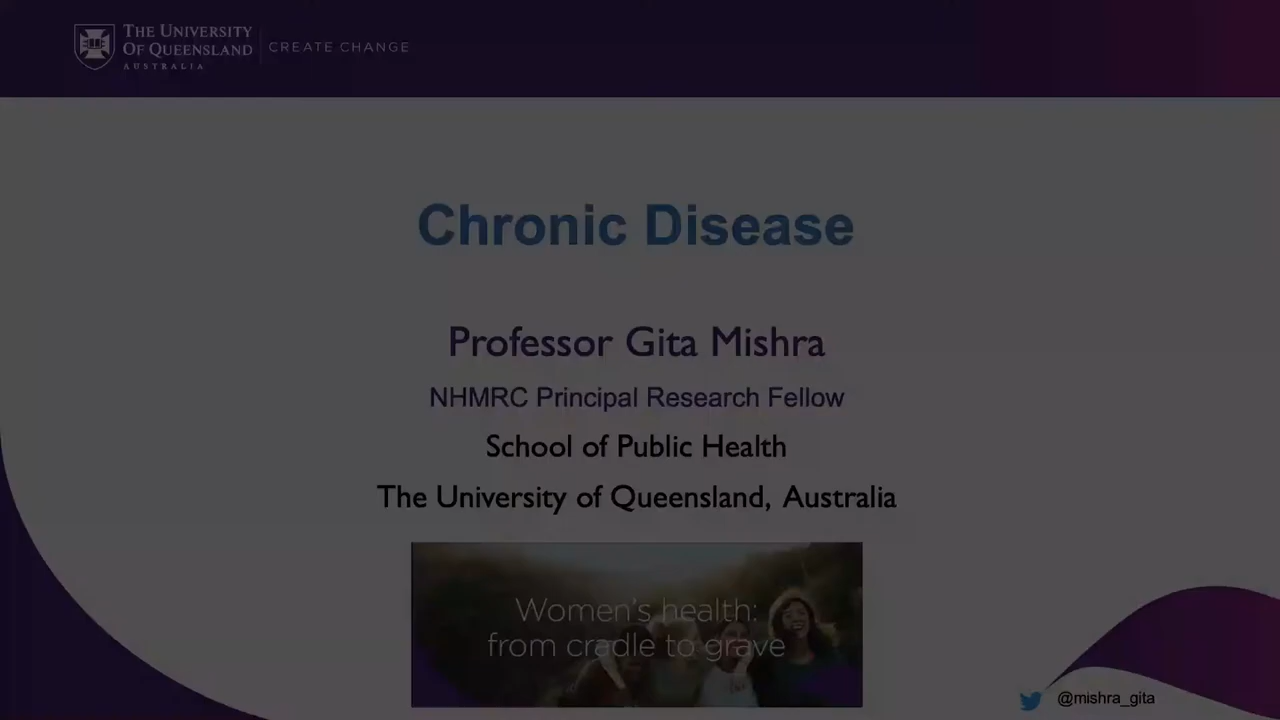 THE UNIVERSITY
OF QUEENSLAND
AUSTRALIA
CREATE CHANGE
Chronic Disease
Professor Gita Mishra
NHMRC Principal Research Fellow
School of Public Health
The University of Queensland, Australia
Women's health:
from cradle to grave
@mishra_gita